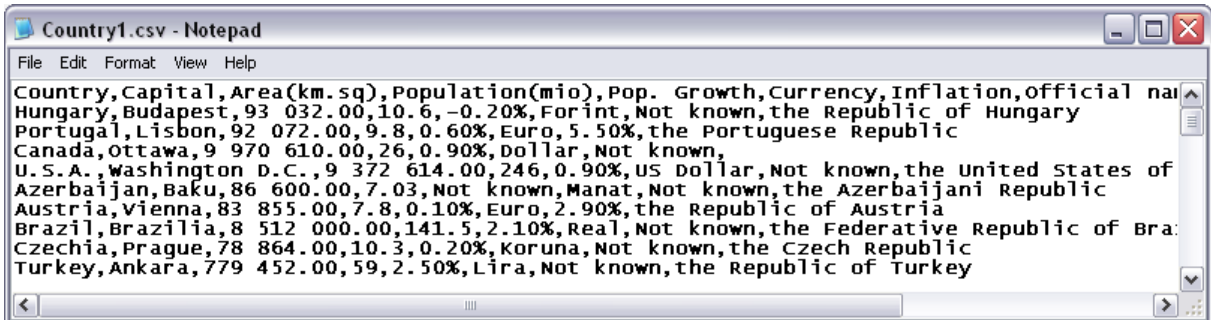 Country1.csv - Notepad
File Edit Format View Help
Country,Capital,Area(km.sq),Population(mio),Pop. Growth,Currency,Inflation,Official
Hungary,Budapest,93 032.00,10.6,-0.20%,Forint,Not known,the Republic of Hungary
Portugal,Lisbon,92 072.00,9.8,0.60%,Euro,5.50%,the Portuguese Republic
Canada,Ottawa,9 970 610.00,26,0.90%,Dollar,Not known,
U.S.A.,Washington D.C.,9 372 614.00,246,0.90%,US Dollar,Not known,the United States of
Azerbaijan,Baku,86 600.00,7.03,Not known,Manat,Not known,the Azerbaijani Republic
Austria,Vienna,83 855.00,7.8,0.10%,Euro,2.90%,the Republic of Austria
Brazil,Brazilia,8 512 000.00,141.5,2.10%,Real,Not known,the Federative Republic of
Czechia,Prague,78 864.00,10.3,0.20%,Koruna,Not known,the Czech Republic
Turkey,Ankara,779 452.00,59,2.50%,Lira,Not known,the Republic of Turkey